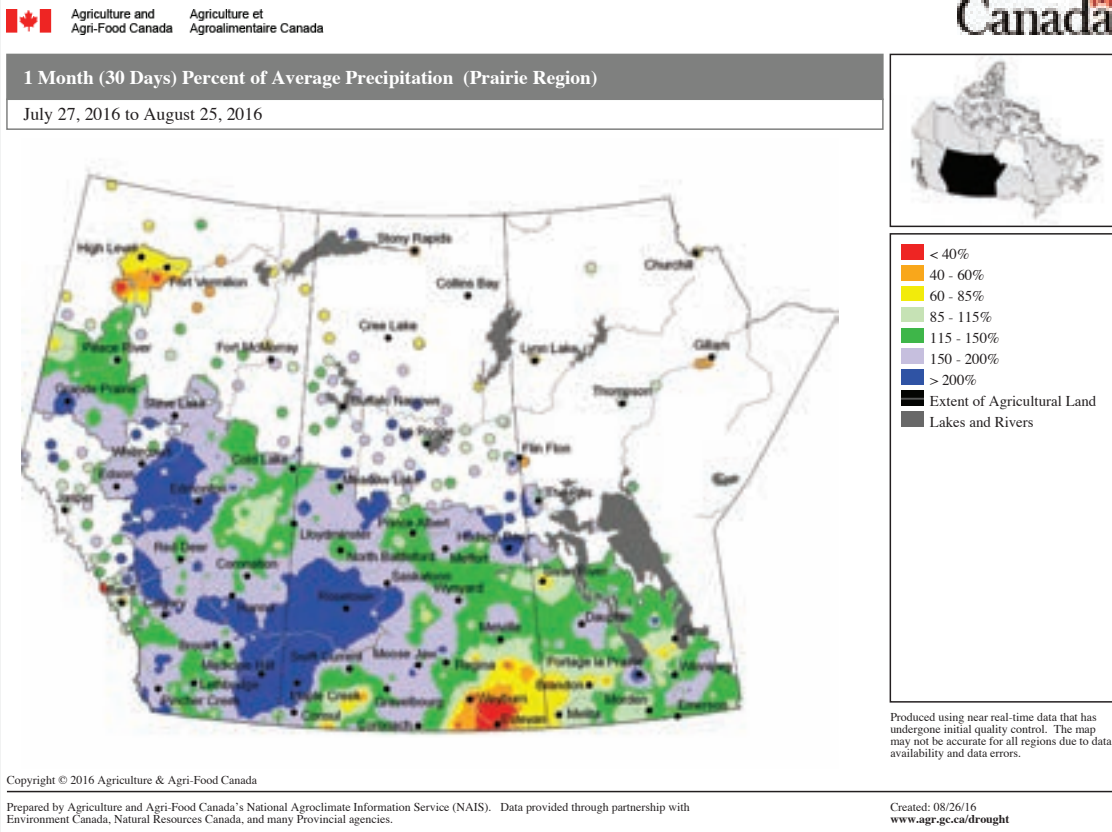 Agriculture and
Agri-Food Canada
Agriculture et
Agroalimentaire Canada
Canada
1 Month (30 Days) Percent of Average Precipitation (Prairie Region)
July 27, 2016 to August 25, 2016
Stony Rapids
High Level
Churchill
Fort Vermilion
Collins Bay
Cree Lake
Peace River
Fort McMurray
Lynn Lake
Gillam
Grande Prairie
Slave Lake
Buffalo Narrows
Thompson
La Ronge
Flin Flon
Whitecourt
Cold Lake
Edson
Meadow Lake
Edmonton
The Pas
Jasper
Prince Albert
Lloydminster
Hudson Bay
Red Deer
North Battleford
Melfort
Coronation
Saskatoon
Swan River
Banff
Wynyard
Calgary
Hanna
Rosetown
Dauphin
Melville
Gimli
Brooks
Swift Current
Moose Jaw
Medicine Hat
Regina
Portage la Prairie
Winnipeg
Lethbridge
Brandon
Pincher Creek
Maple Creek
Gravelbourg
Weyburn
Morden
Emerson
Consul
Coronach
Estevan
Melita
< 40%
40 - 60%
60 - 85%
85 - 115%
115 - 150%
150 - 200%
> 200%
Extent of Agricultural Land
Lakes and Rivers
Produced using near real-time data that has
undergone initial quality control. The map
may not be accurate for all regions due to data
availability and data errors.
Copyright © 2016 Agriculture & Agri-Food Canada
Prepared by Agriculture and Agri-Food Canada's National Agroclimate Information Service (NAIS). Data provided through partnership with
Environment Canada, Natural Resources Canada, and many Provincial agencies.
Created: 08/26/16
www.agr.gc.ca/drought